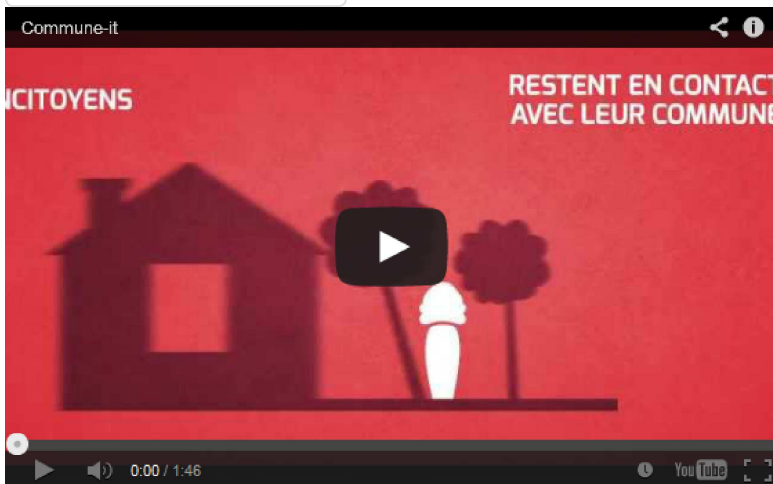 Commune-it
NCITOYENS
RESTENT EN CONTACT
AVEC LEUR COMMUNE
0:00 / 1:46
YouTube